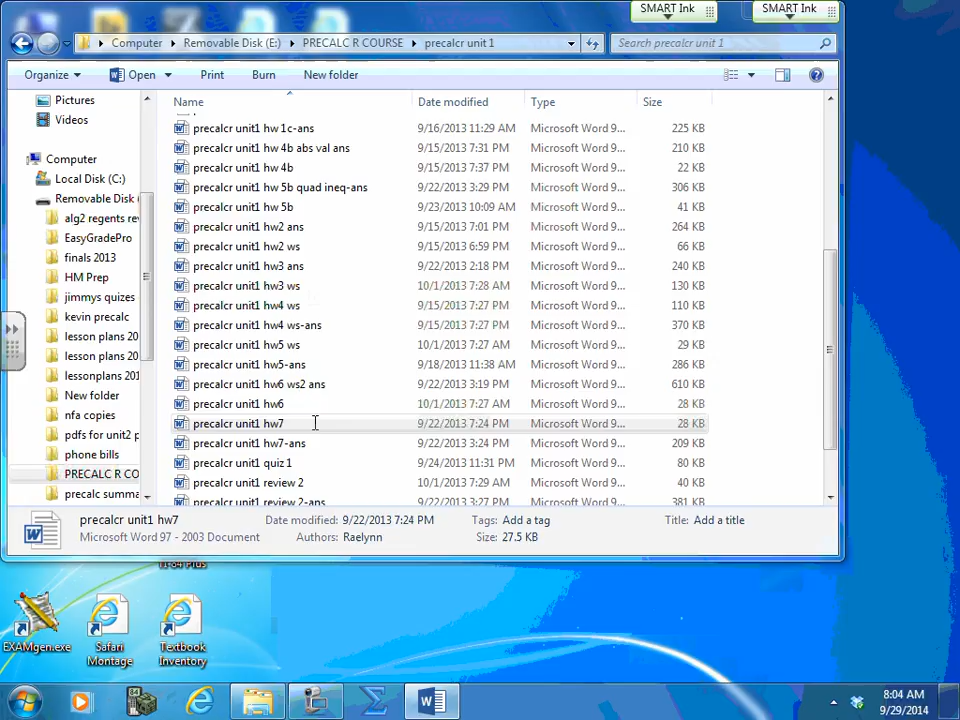 SMART Ink
SMART Ink
Computer Removable Disk (E:) PRECALC R COURSE precalcr unit 1
Search precalcr unit 1
Organize Open Print Burn New folder
Name Date modified Type Size
Pictures
Videos
Computer
Local Disk (C:)
Removable Disk
alg2 regents re
EasyGradePro
finals 2013
HM Prep
jimmys quizes
kevin precalc
lesson plans 20
lesson plans 20
lessonplans 201
New folder
nfa copies
pdfs for unit2 p
phone bills
PRECALC R CO
precalc summa
precalcr unit1 hw 1c-ans 9/16/2013 11:29 AM Microsoft Word 9... 225 KB
precalcr unit1 hw 4b abs val ans 9/15/2013 7:31 PM Microsoft Word 9... 210 KB
precalcr unit1 hw 4b 9/15/2013 7:37 PM Microsoft Word 9... 22 KB
precalcr unit1 hw 5b quad ineq-ans 9/22/2013 3:29 PM Microsoft Word 9... 306 KB
precalcr unit1 hw 5b 9/23/2013 10:09 AM Microsoft Word 9... 41 KB
precalcr unit1 hw2 ans 9/15/2013 7:01 PM Microsoft Word 9... 264 KB
precalcr unit1 hw2 ws 9/15/2013 6:59 PM Microsoft Word 9... 66 KB
precalcr unit1 hw3 ans 9/22/2013 2:18 PM Microsoft Word 9... 240 KB
precalcr unit1 hw3 ws 10/1/2013 7:28 AM Microsoft Word 9... 130 KB
precalcr unit1 hw4 ws 9/15/2013 7:27 PM Microsoft Word 9... 110 KB
precalcr unit1 hw4 ws-ans 9/15/2013 7:27 PM Microsoft Word 9... 370 KB
precalcr unit1 hw5 ws 10/1/2013 7:27 AM Microsoft Word 9... 29 KB
precalcr unit1 hw5-ans 9/18/2013 11:38 AM Microsoft Word 9... 286 KB
precalcr unit1 hw6 ws2 ans 9/22/2013 3:19 PM Microsoft Word 9... 610 KB
precalcr unit1 hw6 10/1/2013 7:27 AM Microsoft Word 9... 28 KB
precalcr unit1 hw7 9/22/2013 7:24 PM Microsoft Word 9... 28 KB
precalcr unit1 hw7-ans 9/22/2013 3:24 PM Microsoft Word 9... 209 KB
precalcr unit1 quiz1 9/24/2013 11:31 PM Microsoft Word 9... 80 KB
precalcr unit1 review 2 10/1/2013 7:29 AM Microsoft Word 9... 40 KB
precalcr unit1 review 2-ans 9/22/2013 3:27 PM Microsoft Word 9... 381 KB
precalcr unit1 hw7 Date modified: 9/22/2013 7:24 PM Tags: Add a tag Title: Add a title
Microsoft Word 97 - 2003 Document Authors: Raelynn Size: 27.5 KB
TI-84 Plus
EXAMgen.exe
Safari Montage
Textbook Inventory
84
8:04 AM
9/29/2014